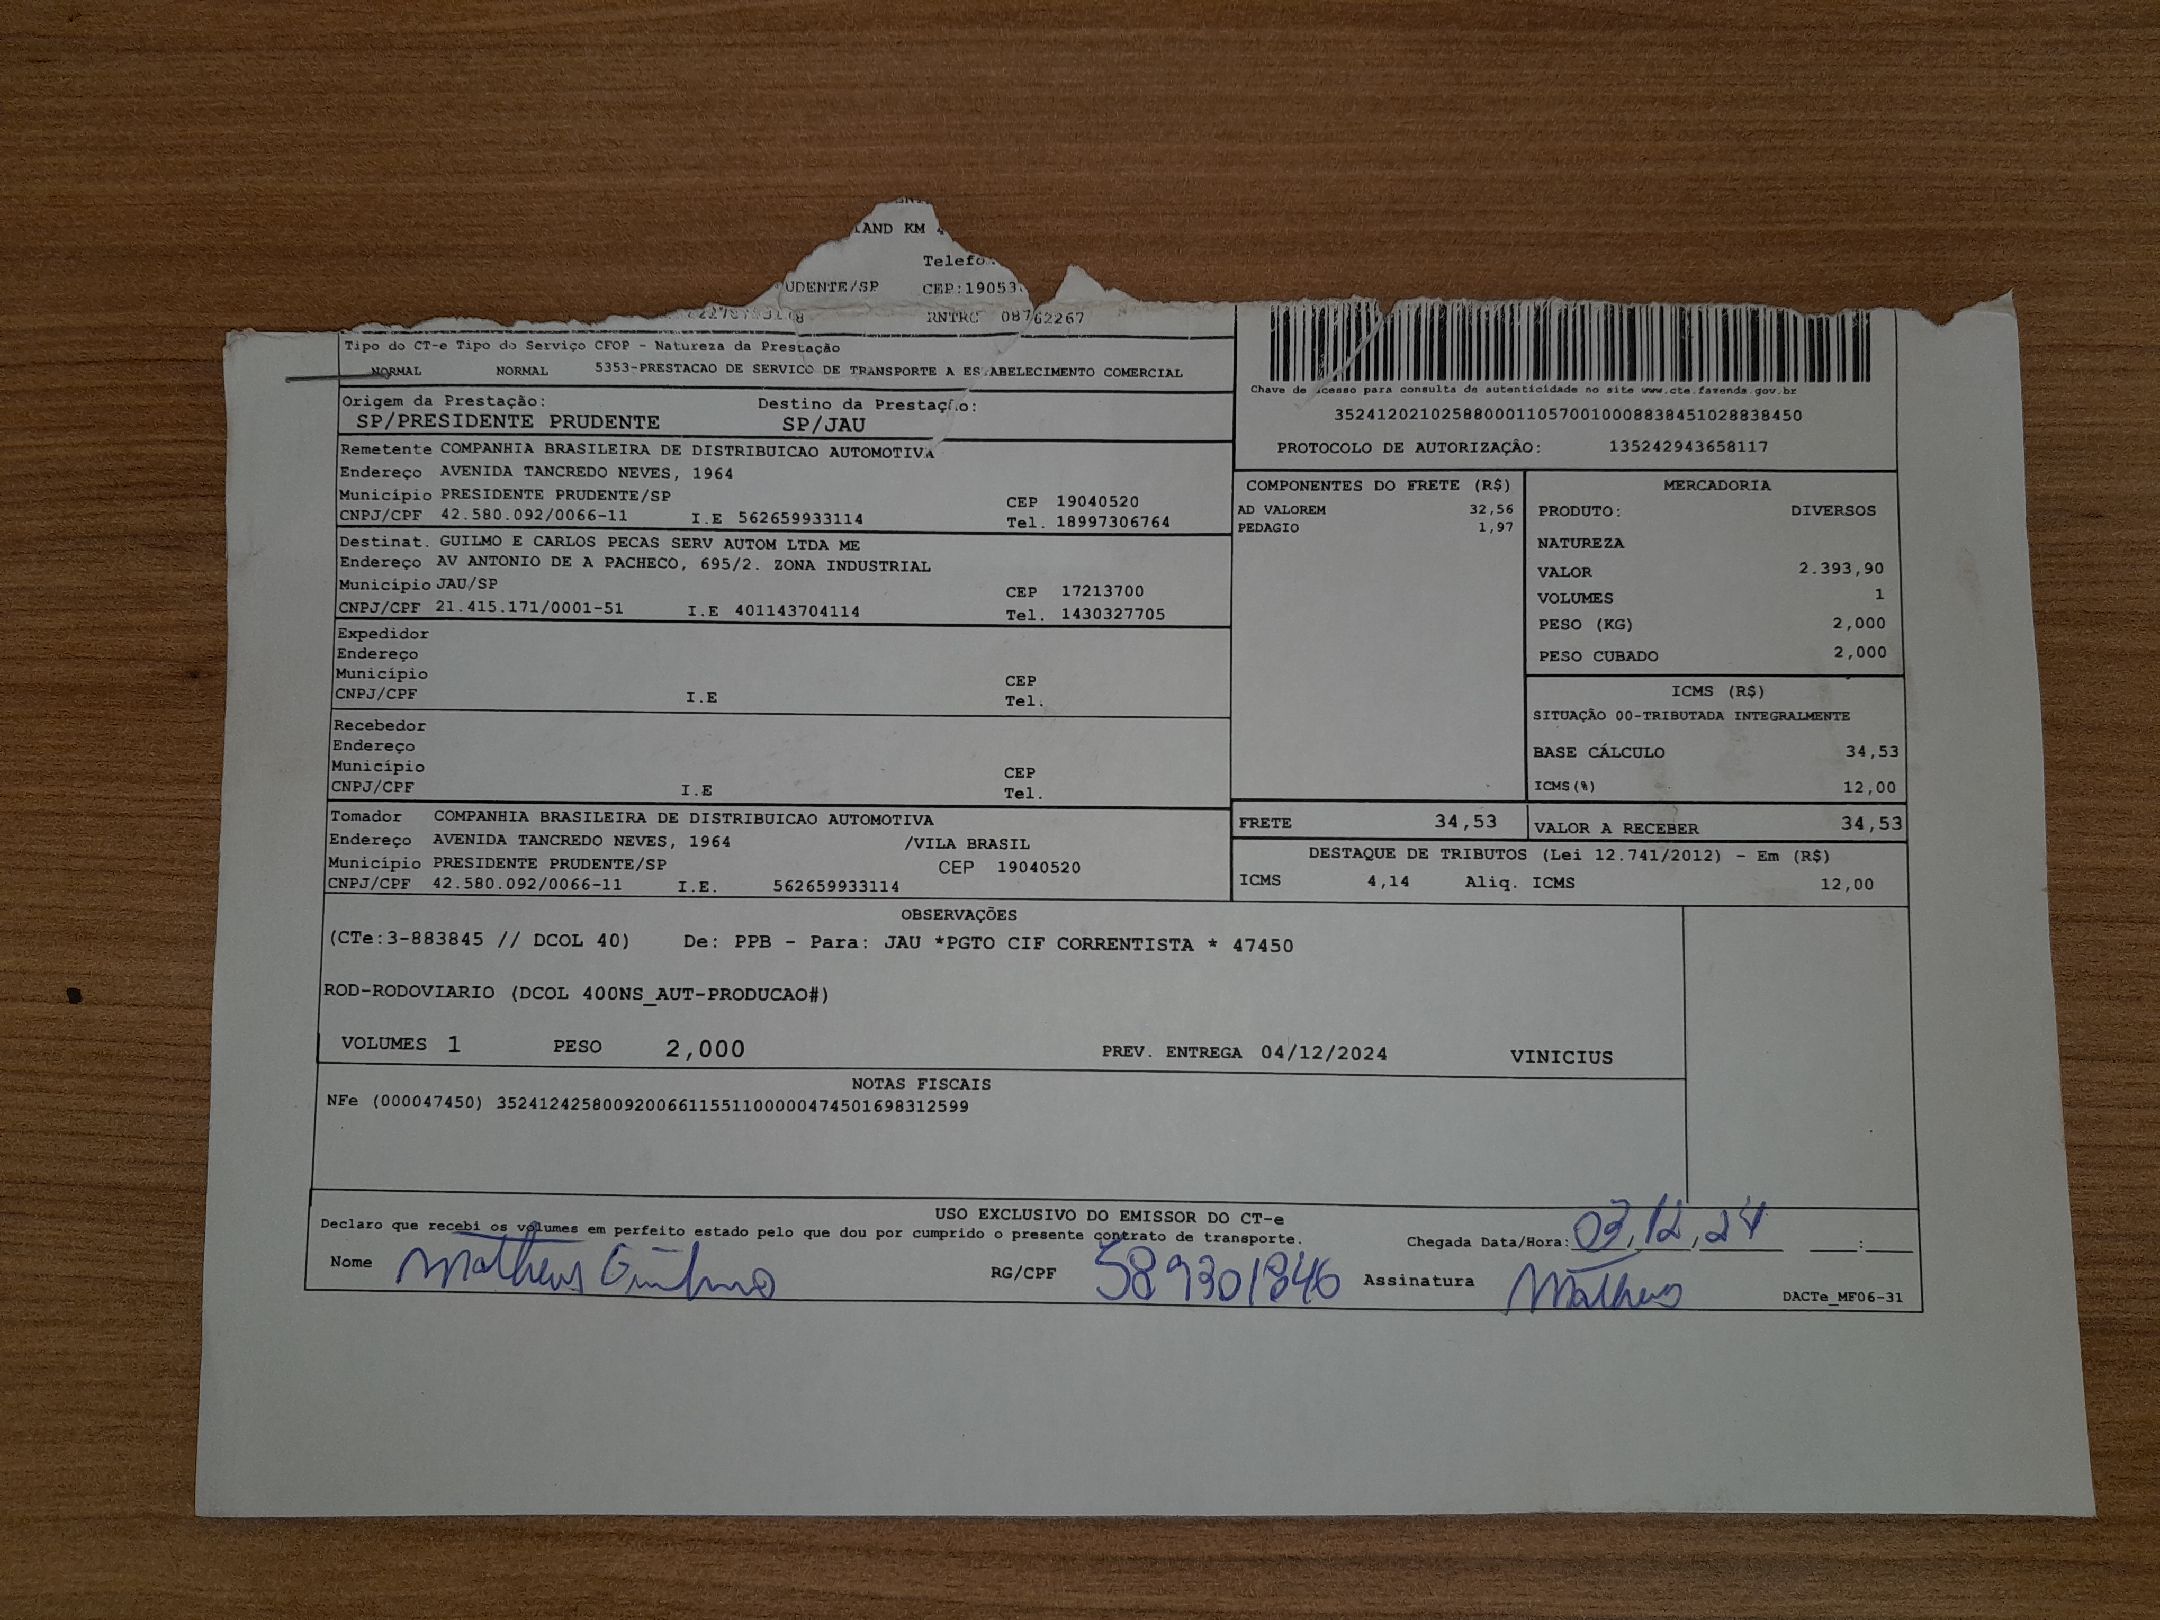 IAND KM
Telefo
UDENTE/SP CEP:19053
RNTRC 08762267
Tipo do CT-e Tipo do Serviço CFOP - Natureza da Prestação
NORMAL NORMAL 5353-PRESTACAO DE SERVICO DE TRANSPORTE A ESTABELECIMENTO COMERCIAL
Origem da Prestação: Destino da Prestação:
SP/PRESIDENTE PRUDENTE SP/JAU
Remetente COMPANHIA BRASILEIRA DE DISTRIBUICAO AUTOMOTIVA
Endereço AVENIDA TANCREDO NEVES, 1964
Município PRESIDENTE PRUDENTE/SP CEP 19040520
CNPJ/CPF 42.580.092/0066-11 I.E 562659933114 Tel. 18997306764
Destinat. GUILMO E CARLOS PECAS SERV AUTOM LTDA ME
Endereço AV ANTONIO DE A PACHECO, 695/2. ZONA INDUSTRIAL
Município JAU/SP CEP 17213700
CNPJ/CPF 21.415.171/0001-51 I.E 401143704114 Tel. 1430327705
Expedidor
Endereço
Município CEP
CNPJ/CPF I.E Tel.
Recebedor
Endereço
Município CEP
CNPJ/CPF I.E Tel.
Tomador COMPANHIA BRASILEIRA DE DISTRIBUICAO AUTOMOTIVA
Endereço AVENIDA TANCREDO NEVES, 1964 /VILA BRASIL
Município PRESIDENTE PRUDENTE/SP CEP 19040520
CNPJ/CPF 42.580.092/0066-11 I.E. 562659933114
Chave de acesso para consulta de autenticidade no site www.cte.fazenda.gov.br
35241202102588000110570010008838451028838450
PROTOCOLO DE AUTORIZAÇÃO: 135242943658117
COMPONENTES DO FRETE (R$)
AD VALOREM 32,56
PEDAGIO 1,97
MERCADORIA
PRODUTO: DIVERSOS
NATUREZA
VALOR 2.393,90
VOLUMES 1
PESO (KG) 2,000
PESO CUBADO 2,000
ICMS (R$)
SITUAÇÃO 00-TRIBUTADA INTEGRALMENTE
BASE CÁLCULO 34,53
ICMS(%) 12,00
FRETE 34,53 VALOR A RECEBER 34,53
DESTAQUE DE TRIBUTOS (Lei 12.741/2012) - Em (R$)
ICMS 4,14 Aliq. ICMS 12,00
OBSERVAÇÕES
(CTe:3-883845 // DCOL 40) De: PPB - Para: JAU *PGTO CIF CORRENTISTA * 47450
ROD-RODOVIARIO (DCOL 400NS_AUT-PRODUCAO#)
VOLUMES 1 PESO 2,000 PREV. ENTREGA 04/12/2024 VINICIUS
NOTAS FISCAIS
NFe (000047450) 35241242580092006611551100000474501698312599
USO EXCLUSIVO DO EMISSOR DO CT-e
Declaro que recebi os volumes em perfeito estado pelo que dou por cumprido o presente contrato de transporte.
Chegada Data/Hora: 03,12,24 :
Nome Matheus Guilmo RG/CPF 589301846 Assinatura Matheus
DACTe_MF06-31